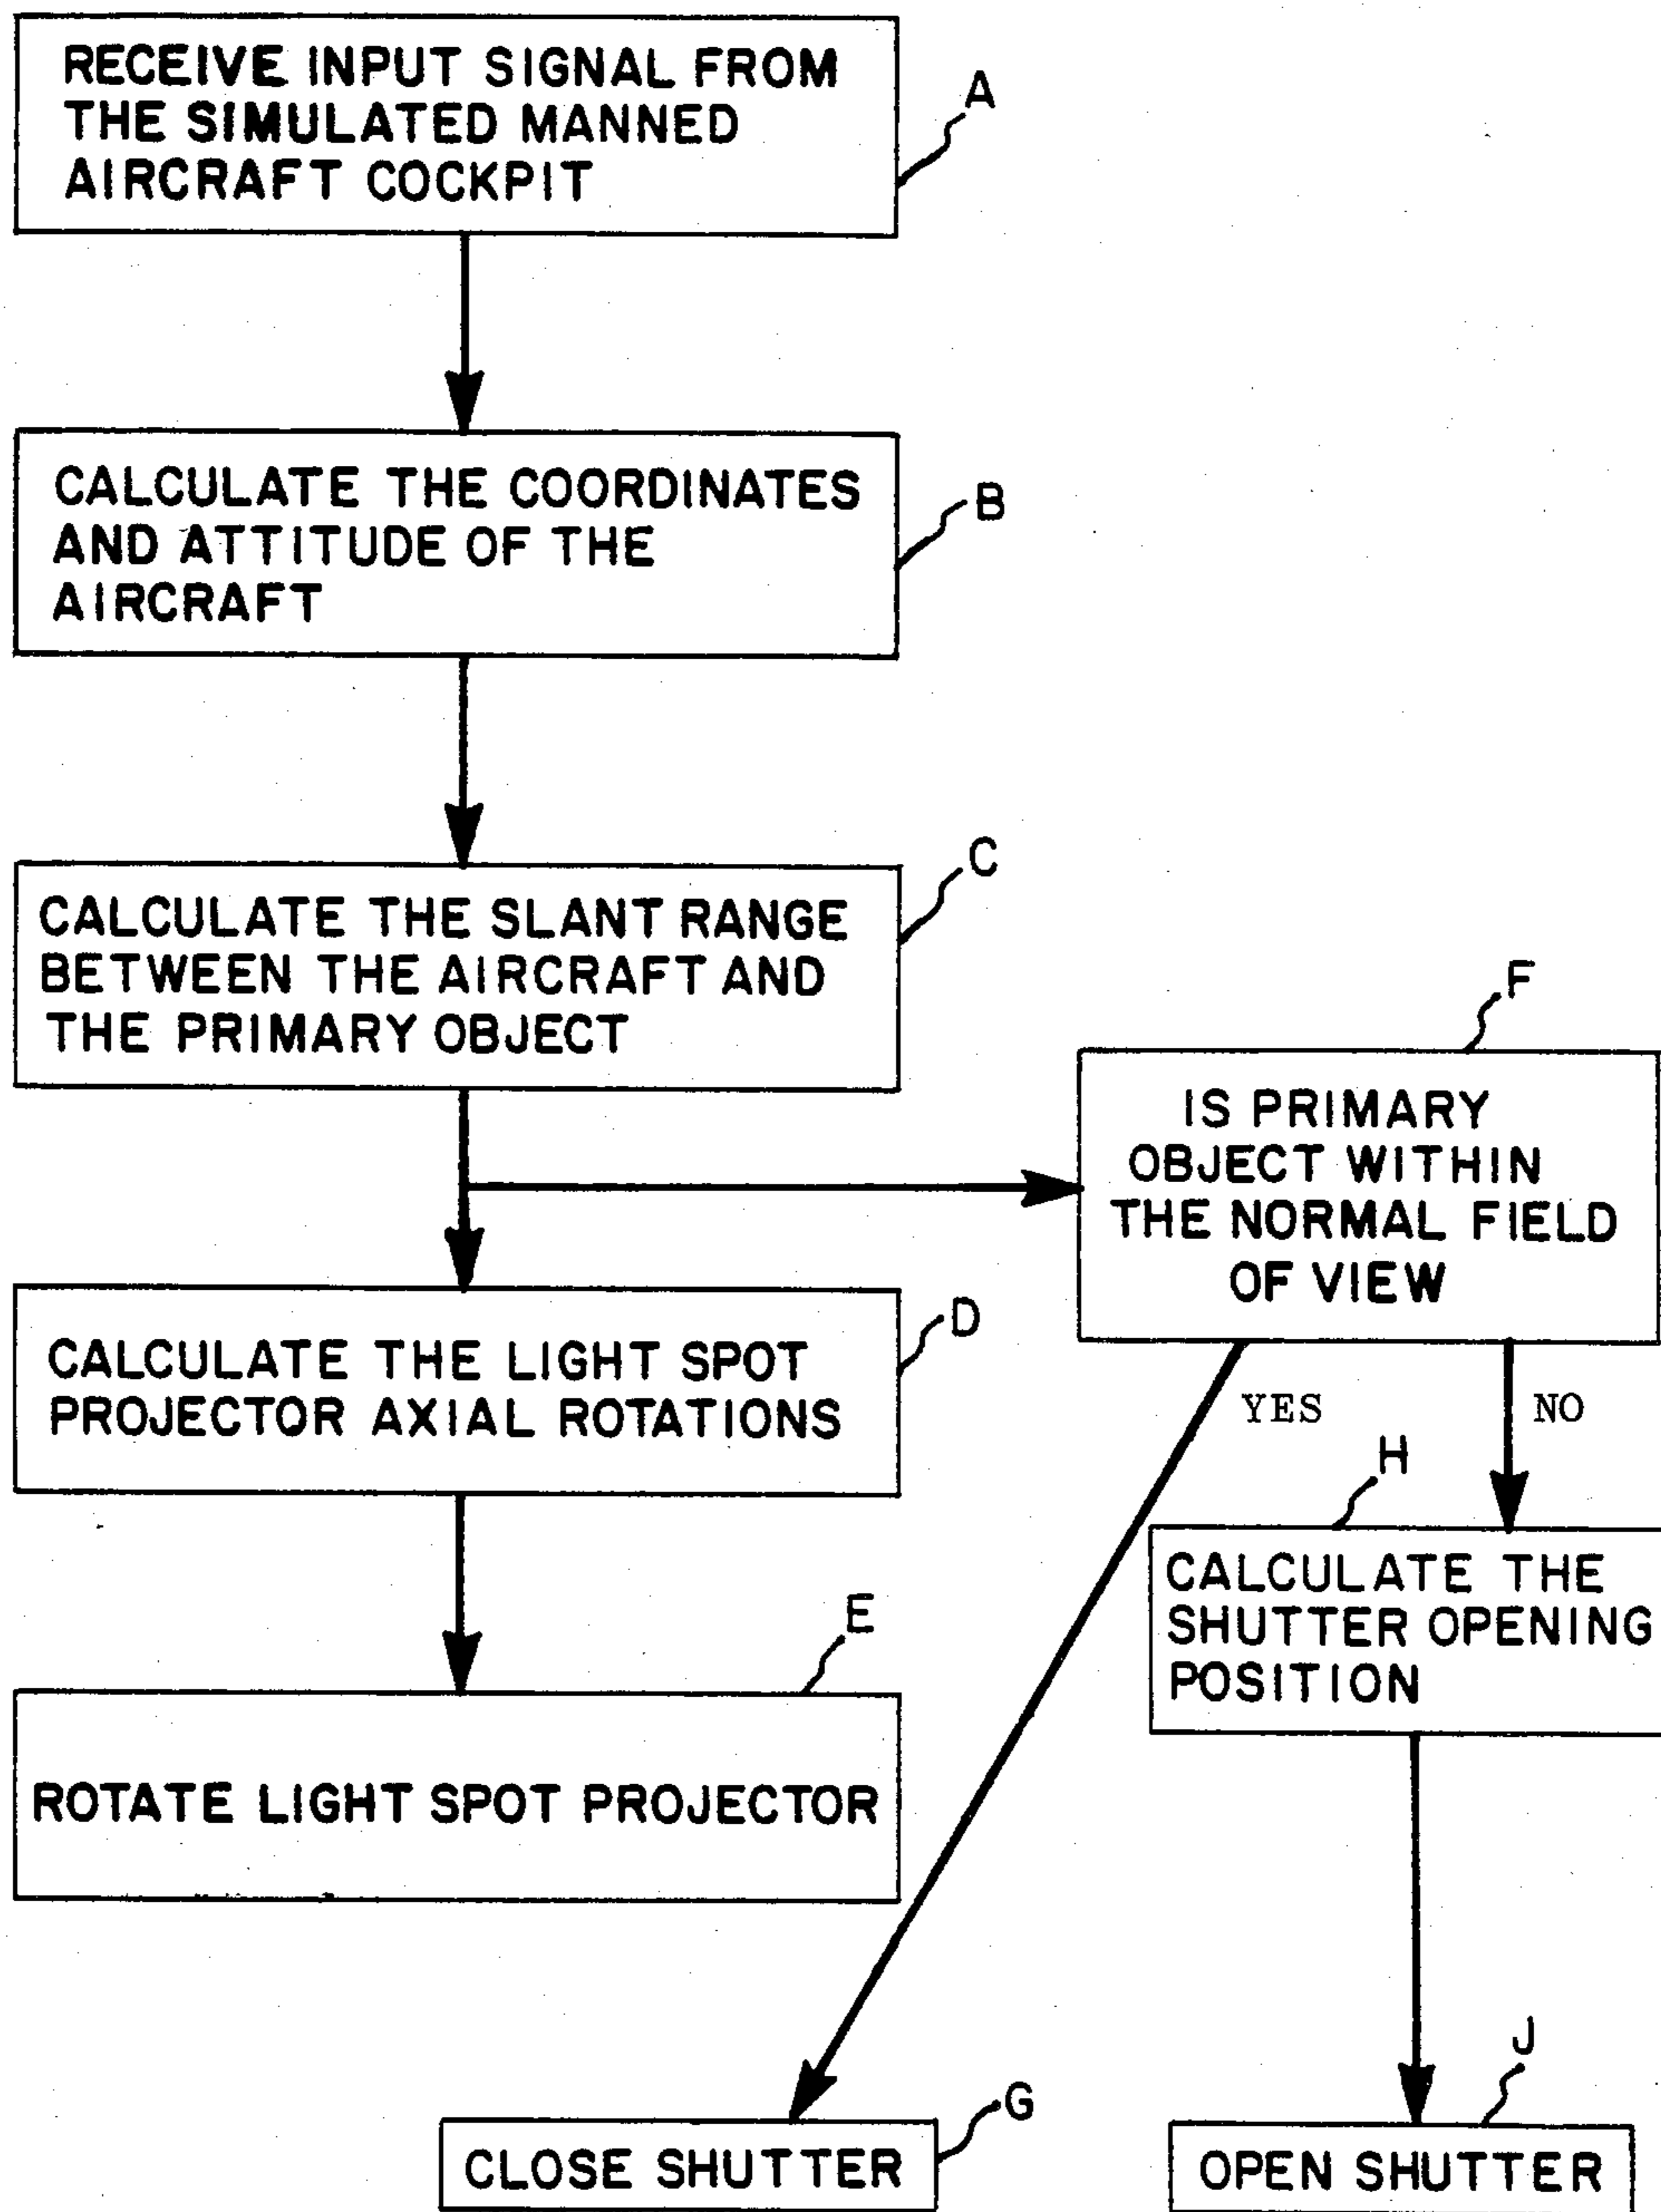 RECEIVE INPUT SIGNAL FROM
THE SIMULATED MANNED
AIRCRAFT COCKPIT
A
CALCULATE THE COORDINATES
AND ATTITUDE OF THE
AIRCRAFT
B
CALCULATE THE SLANT RANGE
BETWEEN THE AIRCRAFT AND
THE PRIMARY OBJECT
C
F
IS PRIMARY
OBJECT WITHIN
THE NORMAL FIELD
OF VIEW
CALCULATE THE LIGHT SPOT
PROJECTOR AXIAL ROTATIONS
D
YES
NO
H
CALCULATE THE
SHUTTER OPENING
POSITION
E
ROTATE LIGHT SPOT PROJECTOR
CLOSE SHUTTER
G
J
OPEN SHUTTER